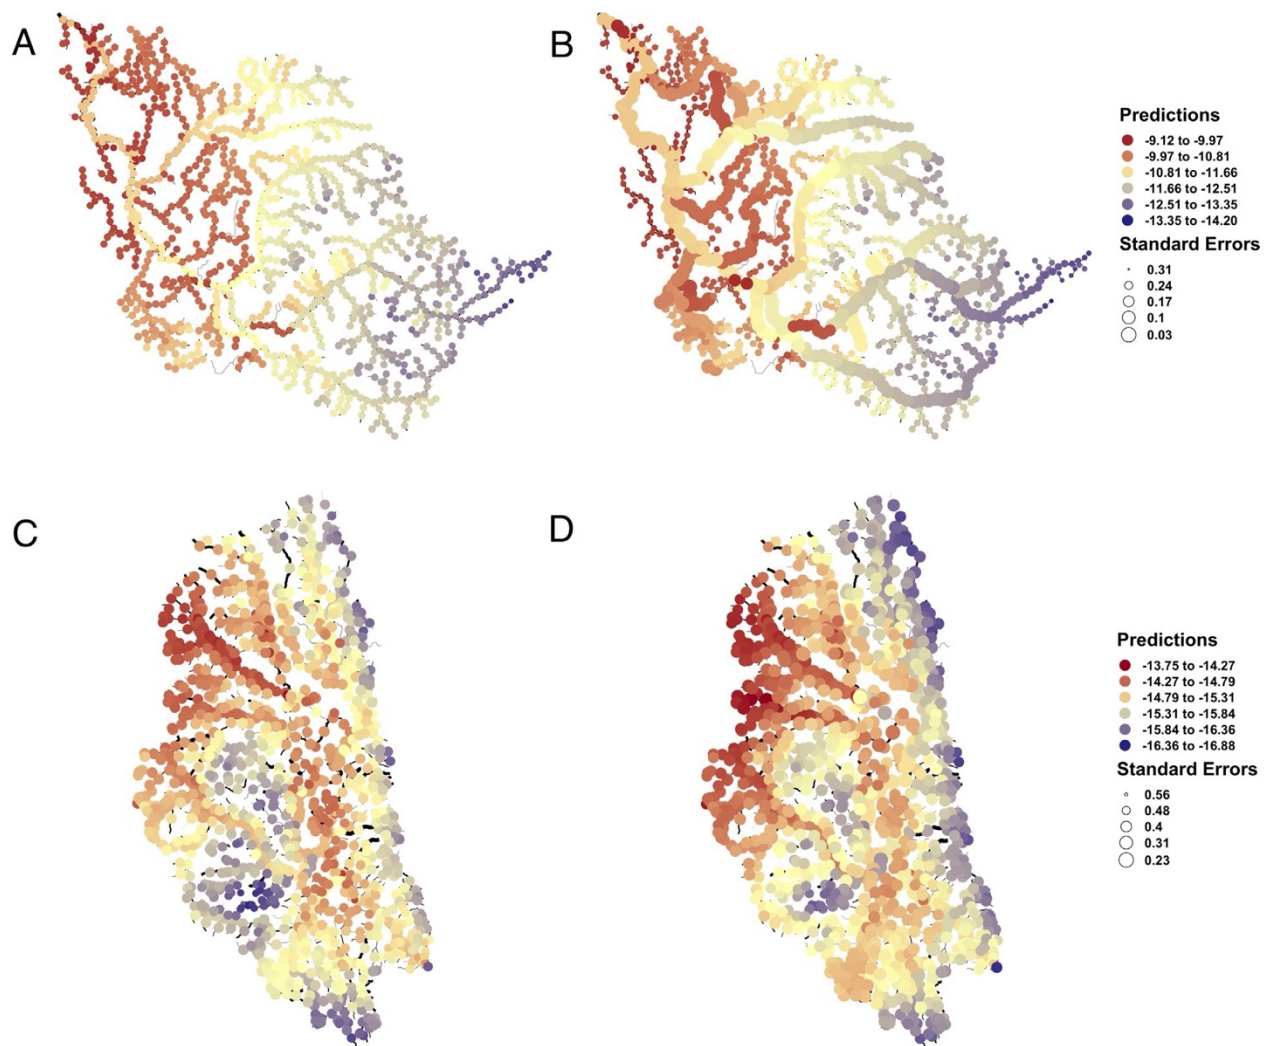 A
B
Predictions
-9.12 to -9.97
-9.97 to -10.81
-10.81 to -11.66
-11.66 to -12.51
-12.51 to -13.35
-13.35 to -14.20
Standard Errors
0.31
0.24
0.17
0.1
0.03
C
D
Predictions
-13.75 to -14.27
-14.27 to -14.79
-14.79 to -15.31
-15.31 to -15.84
-15.84 to -16.36
-16.36 to -16.88
Standard Errors
0.56
0.48
0.4
0.31
0.23